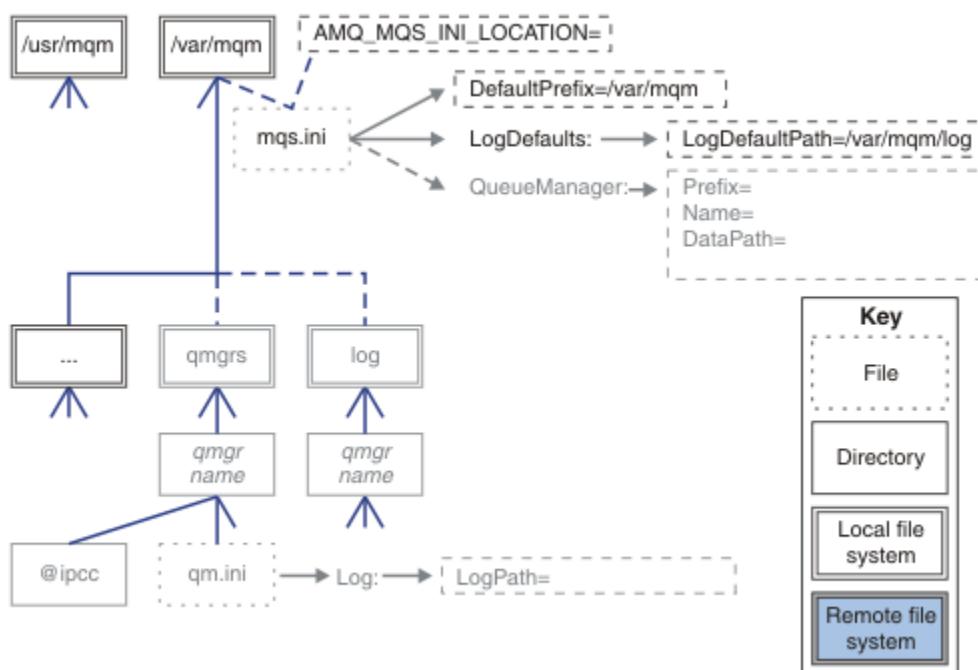 /usr/mqm
/var/mqm
AMQ_MQS_INI_LOCATION=
mqs.ini
DefaultPrefix=/var/mqm
LogDefaults:
LogDefaultPath=/var/mqm/log
QueueManager:
Prefix=
Name=
DataPath=
...
qmgrs
log
qmgr
name
qmgr
name
@ipcc
qm.ini
Log:
LogPath=
Key
File
Directory
Local file
system
Remote file
system